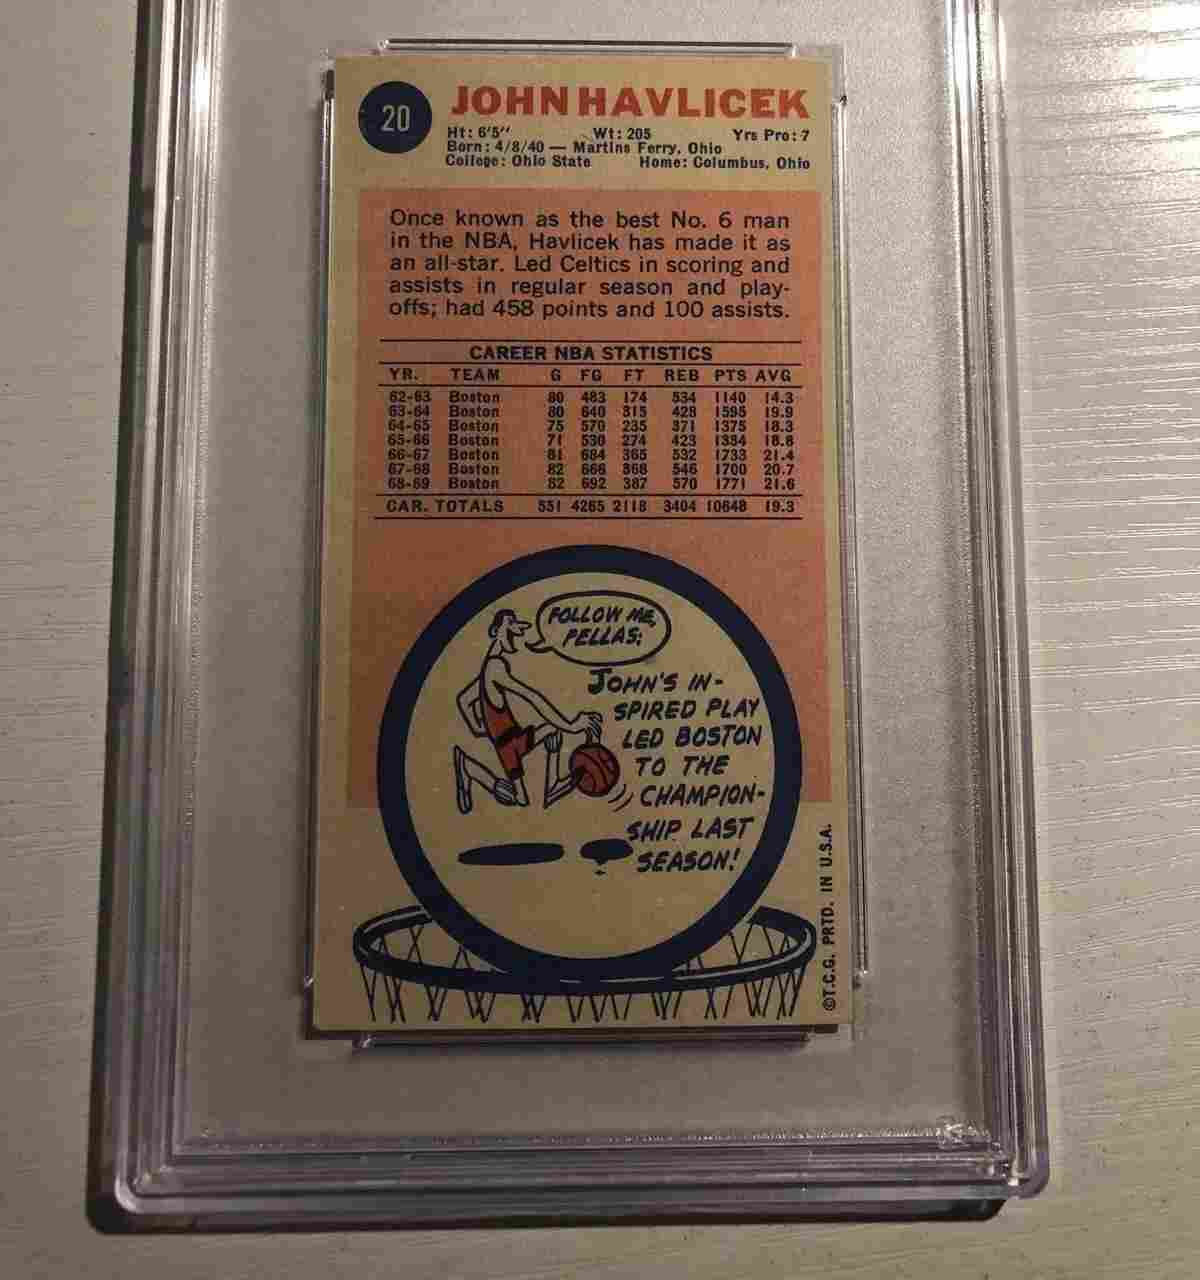 20
JOHN HAVLICEK
Ht: 6'5" Wt: 205 Yrs Pro: 7
Born: 4/8/40 — Martins Ferry, Ohio
College: Ohio State Home: Columbus, Ohio
Once known as the best No. 6 man
in the NBA, Havlicek has made it as
an all-star. Led Celtics in scoring and
assists in regular season and play-
offs; had 458 points and 100 assists.
CAREER NBA STATISTICS
YR. TEAM G FG FT REB PTS AVG
62-63 Boston 80 483 174 534 1140 14.3
63-64 Boston 80 640 315 428 1595 19.9
64-65 Boston 75 570 235 371 1375 18.3
65-66 Boston 71 530 274 423 1334 18.8
66-67 Boston 81 684 365 532 1733 21.4
67-68 Boston 82 666 368 546 1700 20.7
68-69 Boston 82 692 387 570 1771 21.6
CAR. TOTALS 551 4265 2118 3404 10648 19.3
FOLLOW ME,
FELLAS;
JOHN'S IN-
SPIRED PLAY
LED BOSTON
TO THE
CHAMPION-
SHIP LAST
SEASON!
©T.C.G. PRTD. IN U.S.A.